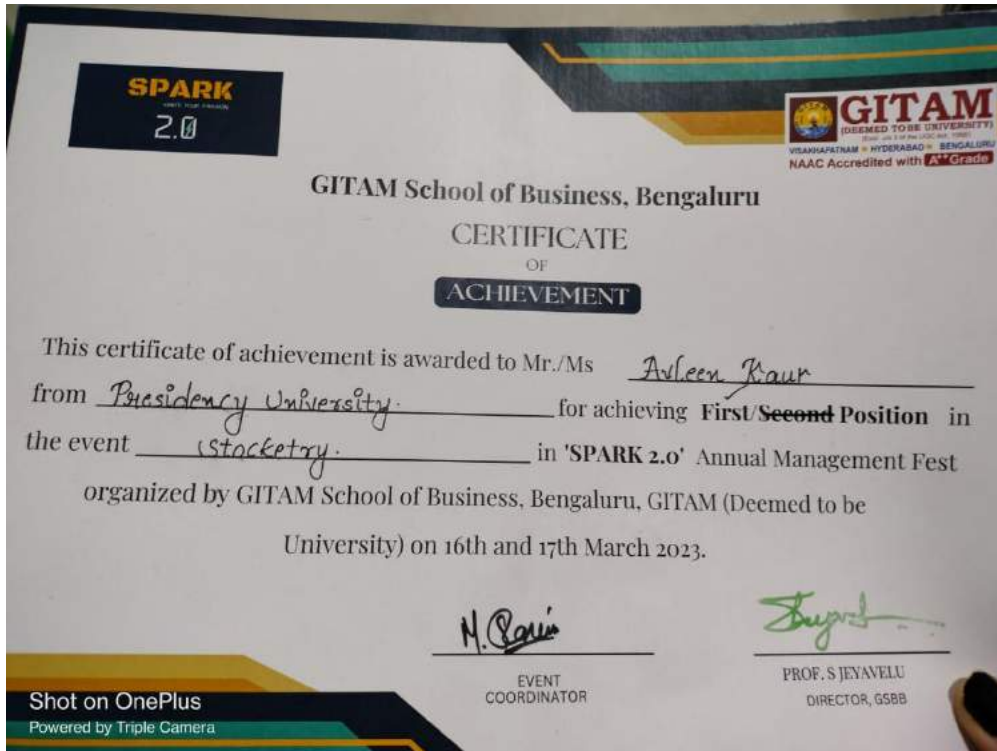 SPARK
2.0
GITAM
(DEEMED TO BE UNIVERSITY)
VISAKHAPATNAM HYDERABAD BENGALURU
NAAC Accredited with A++ Grade
GITAM School of Business, Bengaluru
CERTIFICATE
OF
ACHIEVEMENT
This certificate of achievement is awarded to Mr./Ms Avleen Kaur
from Presidency University. for achieving First/Second Position in
the event Stocketry. in 'SPARK 2.0' Annual Management Fest
organized by GITAM School of Business, Bengaluru, GITAM (Deemed to be
University) on 16th and 17th March 2023.
EVENT
COORDINATOR
PROF. S JEYAVELU
DIRECTOR, GSBB
Shot on OnePlus
Powered by Triple Camera